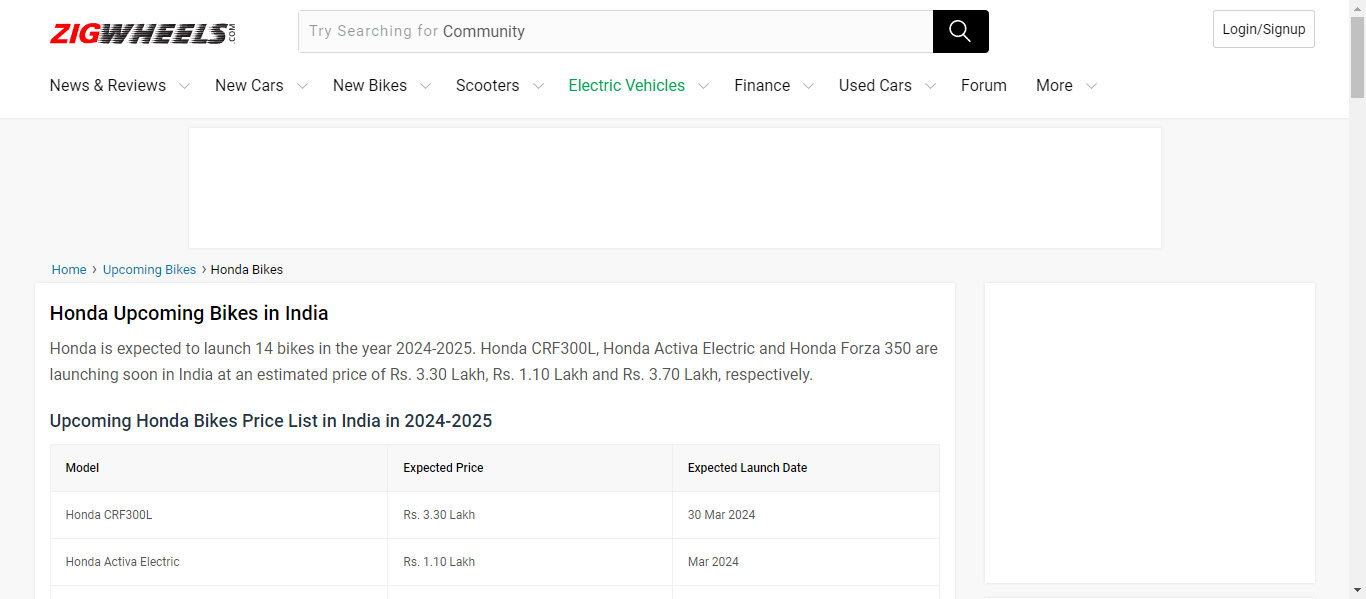 ZIGWHEELS.COM
Try Searching for Community
Login/Signup
News & Reviews New Cars New Bikes Scooters Electric Vehicles Finance Used Cars Forum More
Home › Upcoming Bikes › Honda Bikes
Honda Upcoming Bikes in India
Honda is expected to launch 14 bikes in the year 2024-2025. Honda CRF300L, Honda Activa Electric and Honda Forza 350 are
launching soon in India at an estimated price of Rs. 3.30 Lakh, Rs. 1.10 Lakh and Rs. 3.70 Lakh, respectively.
Upcoming Honda Bikes Price List in India in 2024-2025
Model Expected Price Expected Launch Date
Honda CRF300L Rs. 3.30 Lakh 30 Mar 2024
Honda Activa Electric Rs. 1.10 Lakh Mar 2024